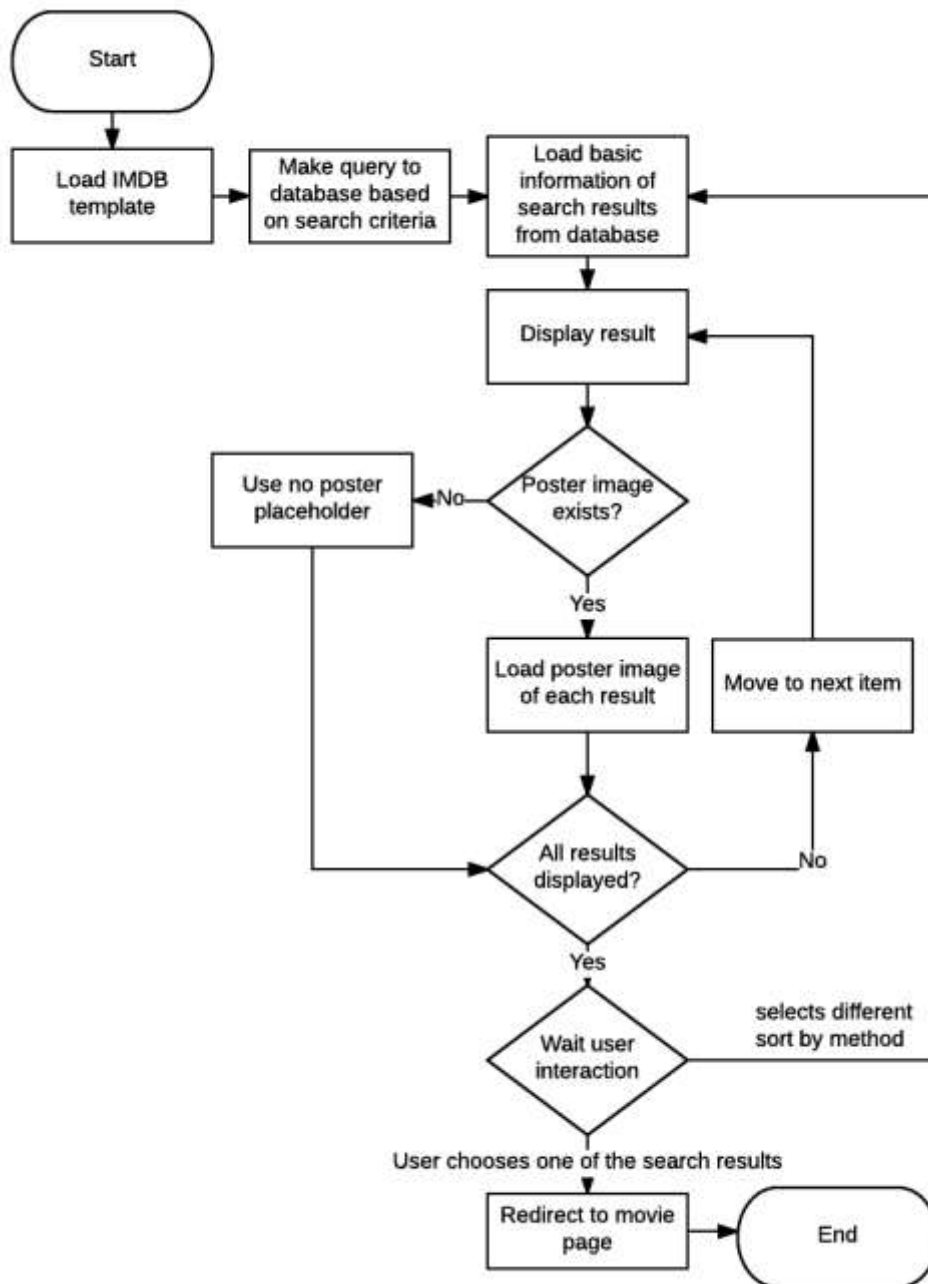 Start
Load IMDB
template
Make query to
database based
on search criteria
Load basic
information of
search results
from database
Display result
Use no poster
placeholder
No
Poster image
exists?
Yes
Load poster image
of each result
Move to next item
All results
displayed?
No
Yes
Wait user
interaction
selects different
sort by method
User chooses one of the search results
Redirect to movie
page
End